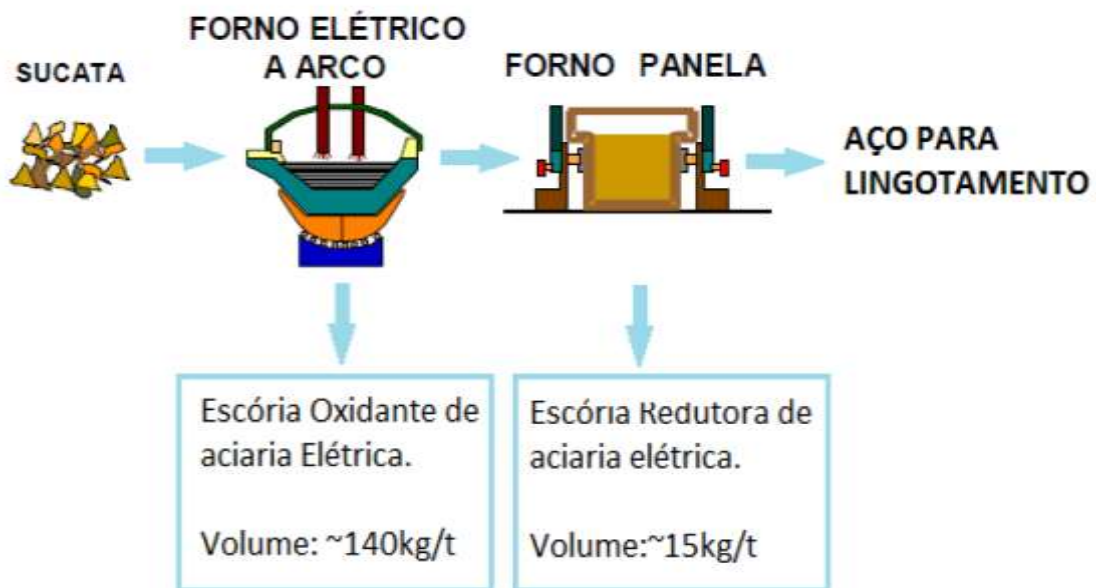 SUCATA
FORNO ELÉTRICO
A ARCO
FORNO PANELA
AÇO PARA
LINGOTAMENTO
Escória Oxidante de
aciaria Elétrica.
Volume: ~140kg/t
Escória Redutora de
aciaria elétrica.
Volume:~15kg/t